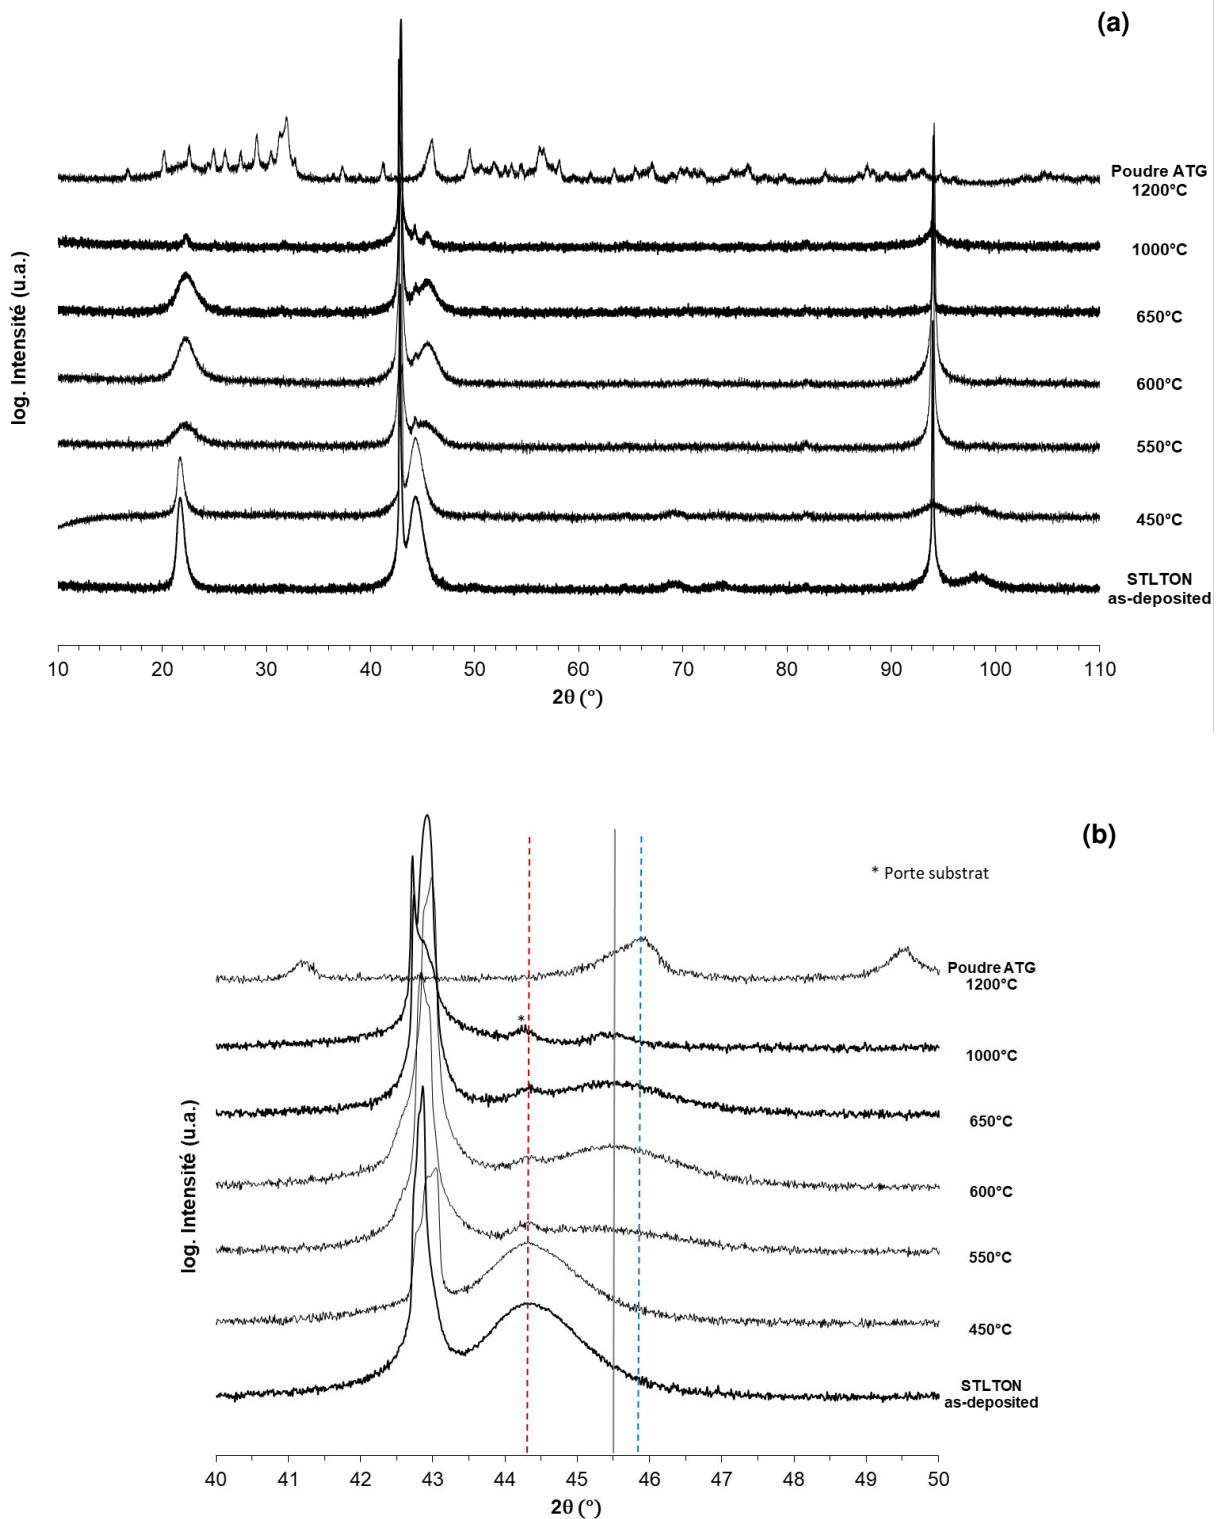 (a)
log. Intensité (u.a.)
Poudre ATG
1200°C
1000°C
650°C
600°C
550°C
450°C
STLTON
as-deposited
10 20 30 40 50 60 70 80 90 100 110
2θ (°)
(b)
* Porte substrat
log. Intensité (u.a.)
Poudre ATG
1200°C
*
1000°C
650°C
600°C
550°C
450°C
STLTON
as-deposited
40 41 42 43 44 45 46 47 48 49 50
2θ (°)